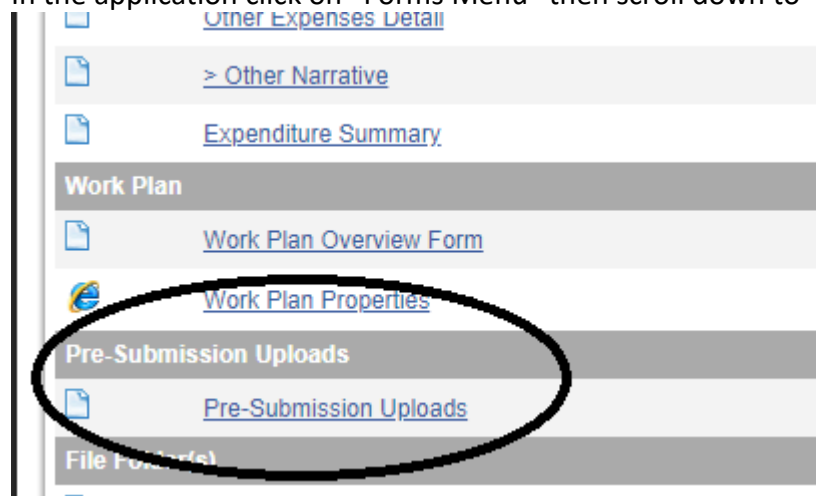 In the application click on "Forms Menu" then scroll down to
Other Expenses Detail
> Other Narrative
Expenditure Summary
Work Plan
Work Plan Overview Form
Work Plan Properties
Pre-Submission Uploads
Pre-Submission Uploads
File Folder(s)